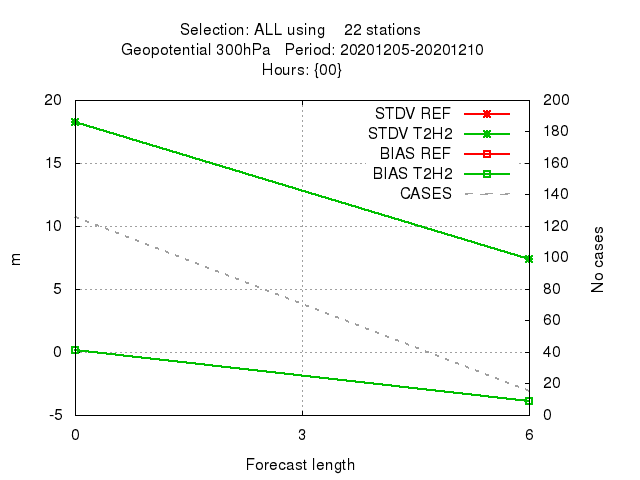 Selection: ALL using    22 stations
Geopotential 300hPa   Period: 20201205-20201210
Hours: {00}
20
15
10
5
0
-5
m
STDV REF
STDV T2H2
BIAS REF
BIAS T2H2
CASES
200
180
160
140
120
100
80
60
40
20
0
No cases
0
3
6
Forecast length